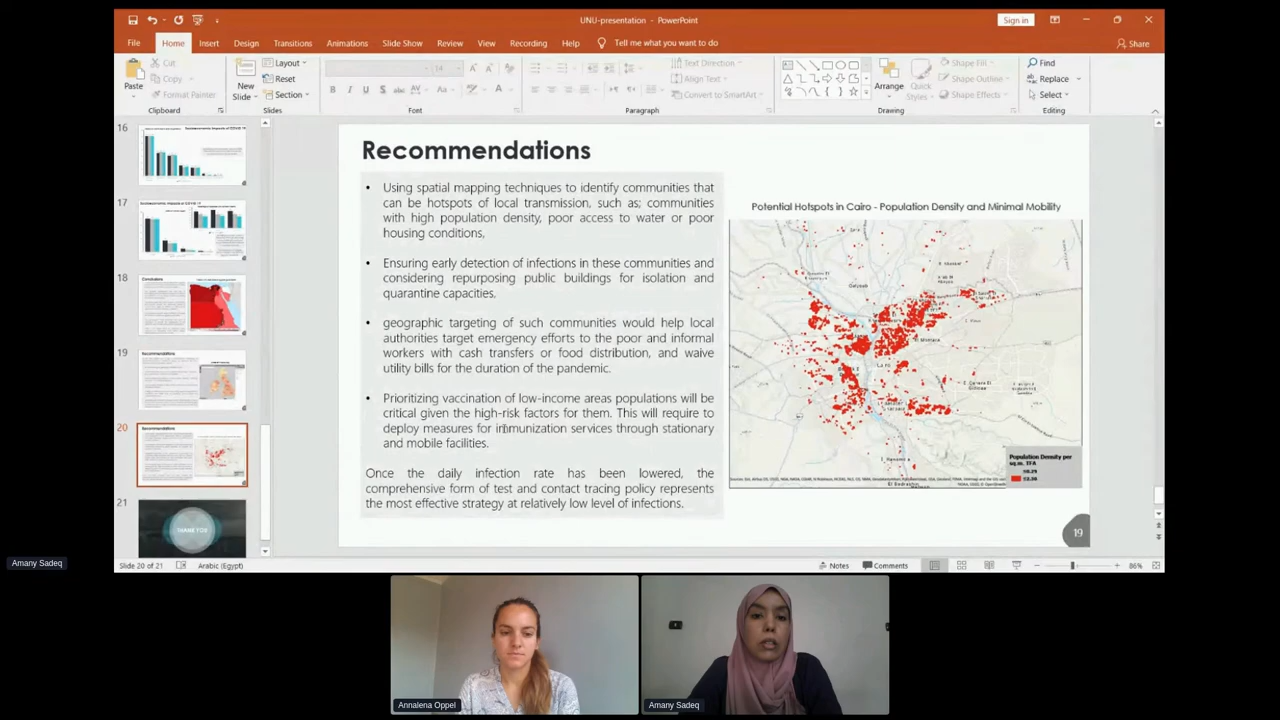 UNU-presentation - PowerPoint
Sign in
File Home Insert Design Transitions Animations Slide Show Review View Recording Help Tell me what you want to do
Share
Paste
Cut
Copy
Format Painter
Clipboard
New
Slide
Layout
Reset
Section
Slides
14
Font
Paragraph
Text Direction
Align Text
Convert to SmartArt
Arrange
Quick
Styles
Shape Fill
Shape Outline
Shape Effects
Drawing
Find
Replace
Select
Editing
16
17
18
Conclusions
19
Recommendations
20
Recommendations
21
THANK YOU
Recommendations
• Using spatial mapping techniques to identify communities that
can be hotspots of local transmission, such as, communities
with high population density, poor access to water or poor
housing conditions.
• Ensuring early detection of infections in these communities and
considering repurposing public buildings for isolation and
quarantine capacities.
• geographic targeting for such communities would help local
authorities target emergency efforts to the poor and informal
workers with cash transfers or food distribution, and waive
utility bills for the duration of the pandemic.
• Prioritizing vaccination of low-income areas populations will be
critical given the high-risk factors for them. This will require to
deploy measures for immunization services through stationary
and mobile facilities.
Once the daily infection rate has been lowered, the
comprehensive form of test and contact tracing policy represents
the most effective strategy at relatively low level of infections.
Potential Hotspots in Cairo - Population Density and Minimal Mobility
Population Density per
sq.m. TFA
19
Slide 20 of 21
Arabic (Egypt)
Notes
Comments
86%
Amany Sadeq
Annalena Oppel
Amany Sadeq